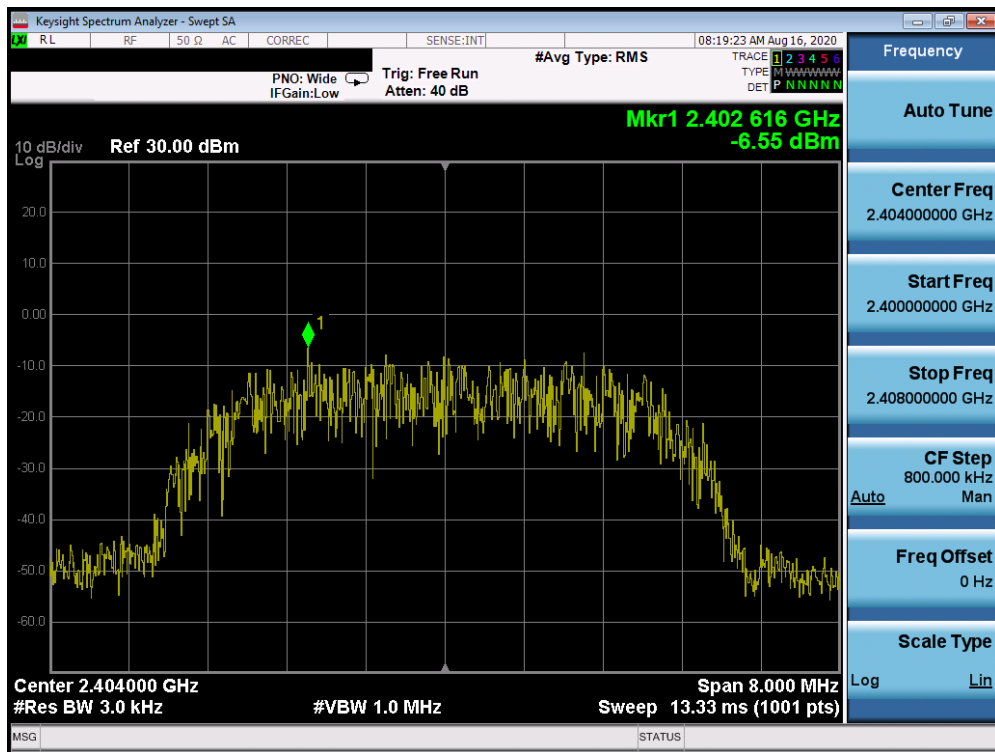 Keysight Spectrum Analyzer - Swept SA
LXI RL RF 50 Ω AC CORREC SENSE:INT 08:19:23 AM Aug 16, 2020
PNO: Wide
IFGain:Low
Trig: Free Run
Atten: 40 dB
#Avg Type: RMS
TRACE 1 2 3 4 5 6
TYPE M WWWWW
DET P N N N N N
Mkr1 2.402 616 GHz
-6.55 dBm
10 dB/div Ref 30.00 dBm
Log
20.0
10.0
0.00
1
-10.0
-20.0
-30.0
-40.0
-50.0
-60.0
Center 2.404000 GHz Span 8.000 MHz
#Res BW 3.0 kHz #VBW 1.0 MHz Sweep 13.33 ms (1001 pts)
MSG STATUS
Frequency
Auto Tune
Center Freq
2.404000000 GHz
Start Freq
2.400000000 GHz
Stop Freq
2.408000000 GHz
CF Step
800.000 kHz
Auto Man
Freq Offset
0 Hz
Scale Type
Log Lin